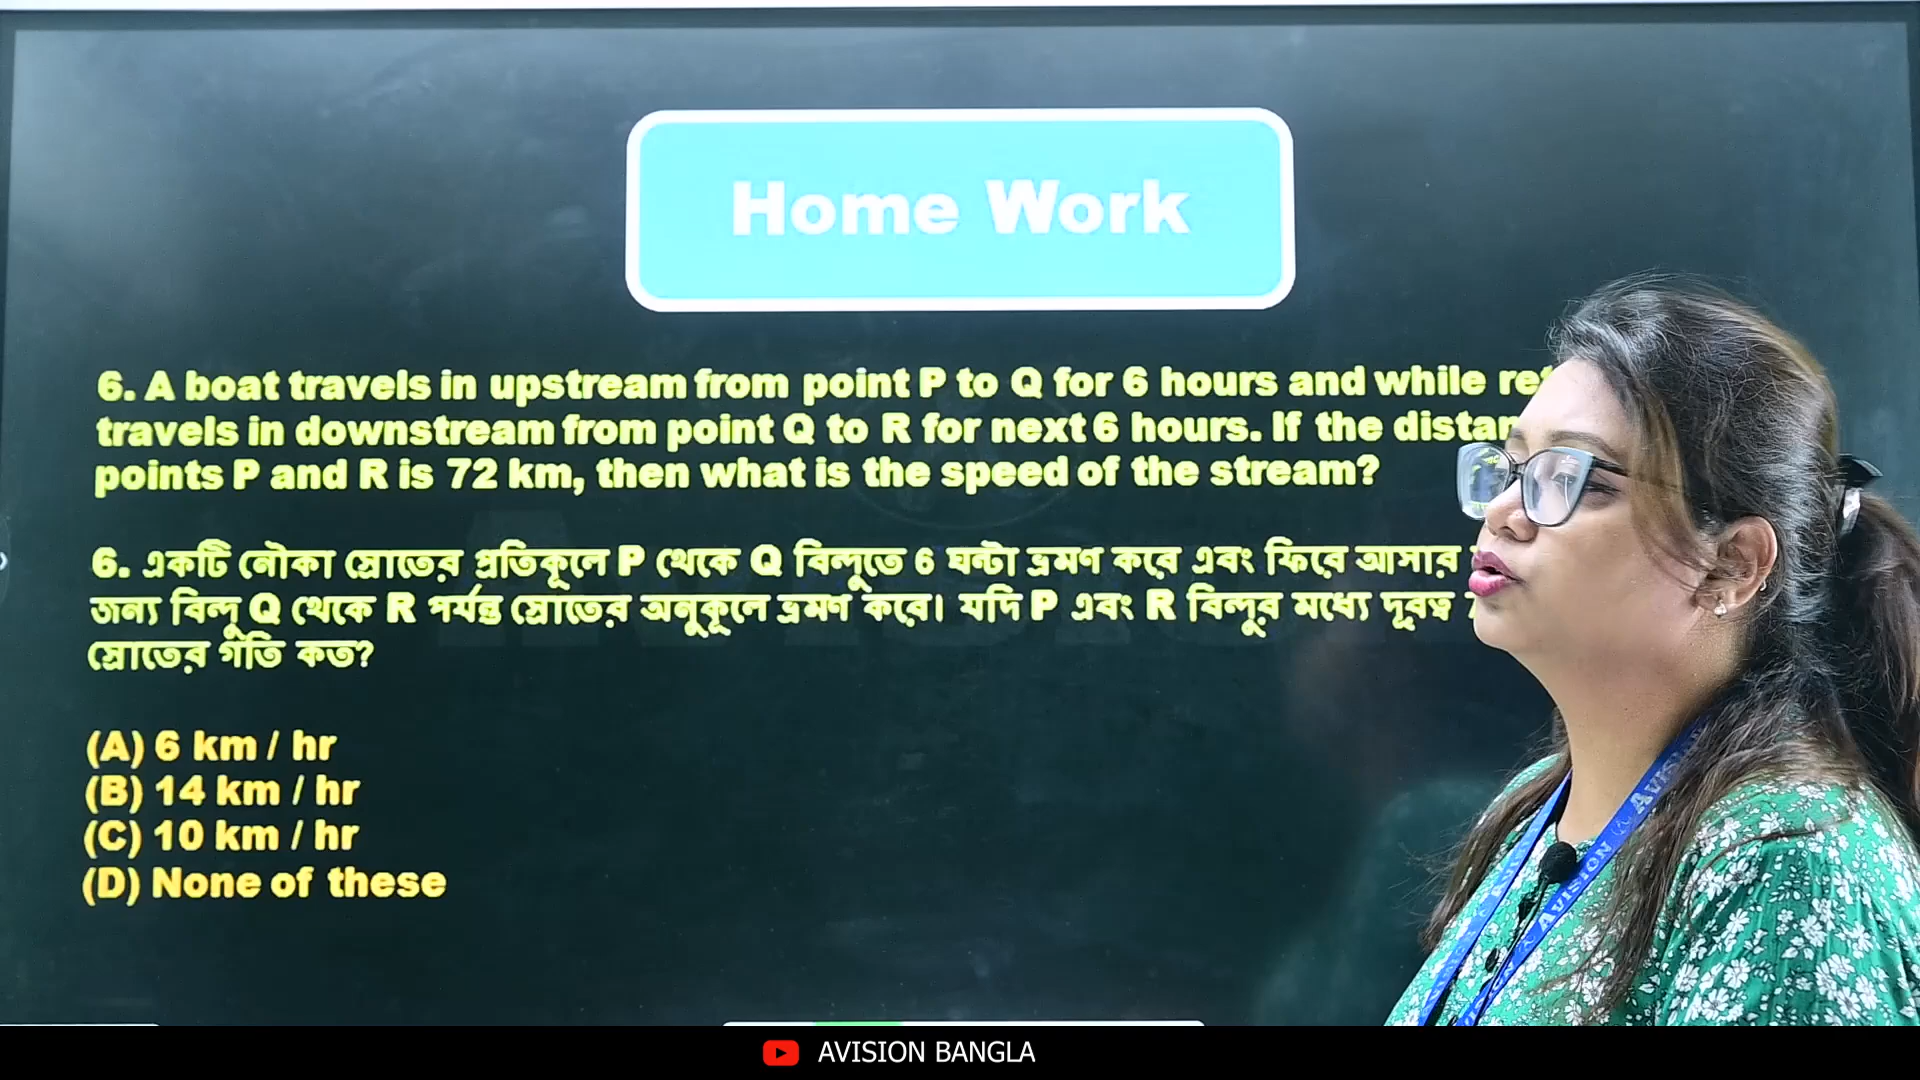 Home Work
6. A boat travels in upstream from point P to Q for 6 hours and while
travels in downstream from point Q to R for next 6 hours. If the
points P and R is 72 km, then what is the speed of the stream?
6. একটি নৌকা স্রোতের প্রতিকূলে P থেকে Q বিন্দুতে 6 ঘন্টা ভ্রমণ করে এবং ফিরে আসার
জন্য বিন্দু Q থেকে R পর্যন্ত স্রোতের অনুকূলে ভ্রমণ করে। যদি P এবং R বিন্দুর মধ্যে দূরত্ব
স্রোতের গতি কত?
(A) 6 km / hr
(B) 14 km / hr
(C) 10 km / hr
(D) None of these
AVISION
AVISION BANGLA